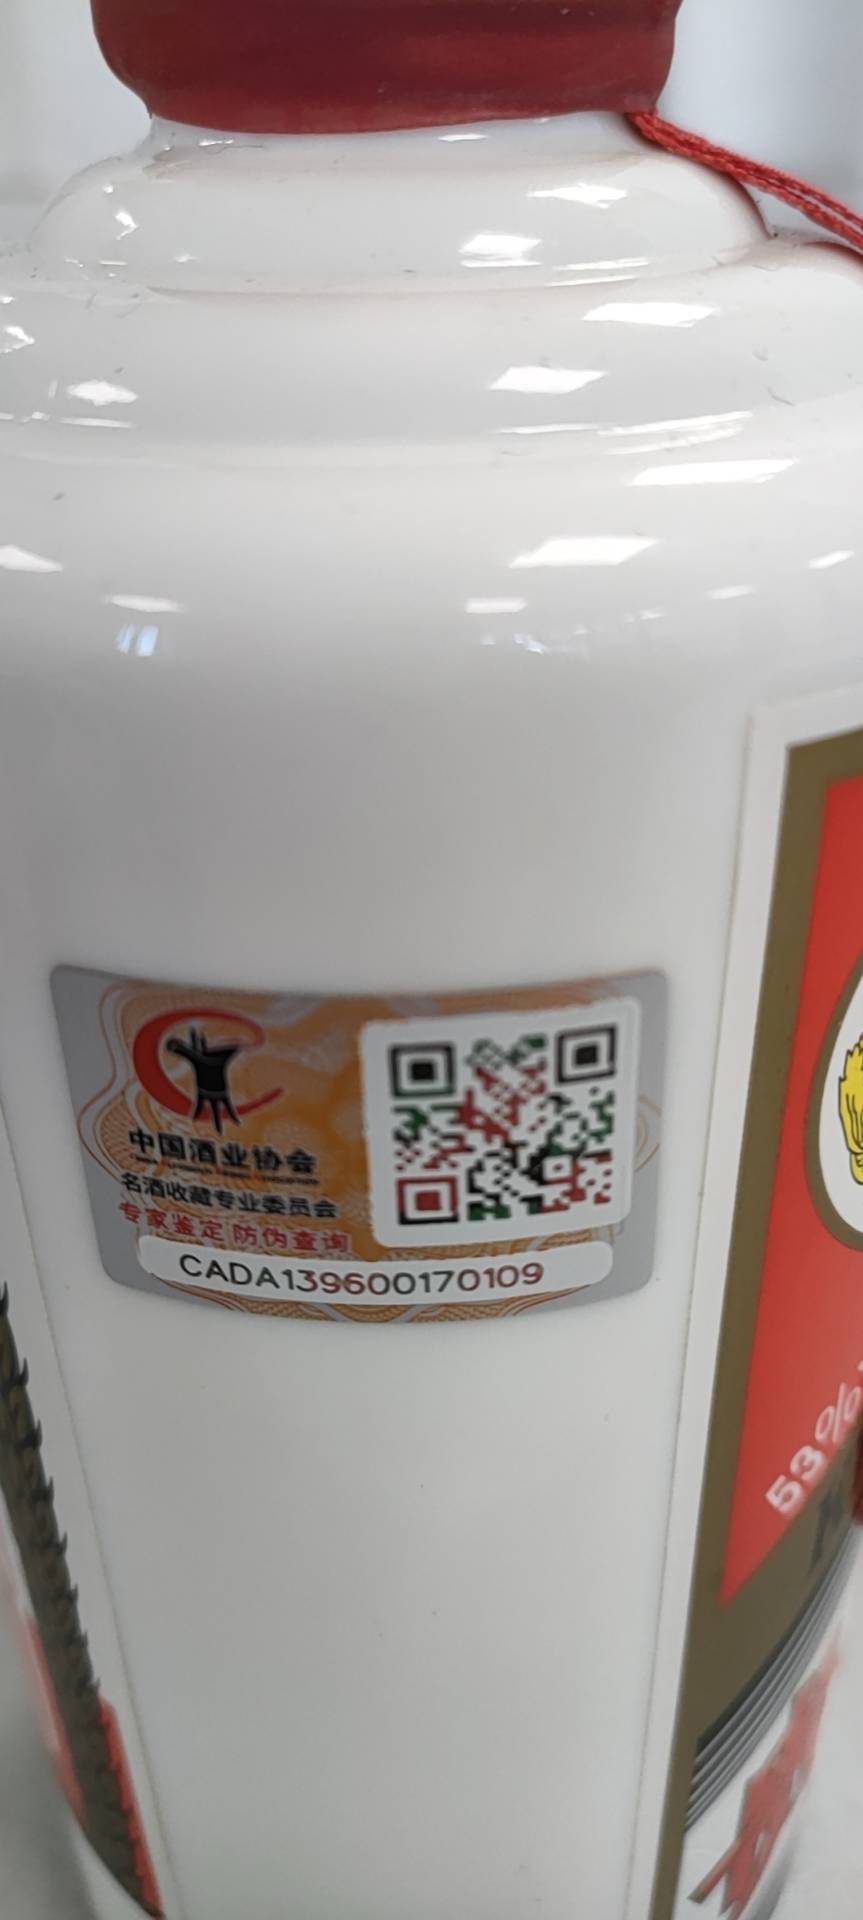 中国酒业协会
名酒收藏专业委员会
专家鉴定 防伪查询
CADA139600170109
53%